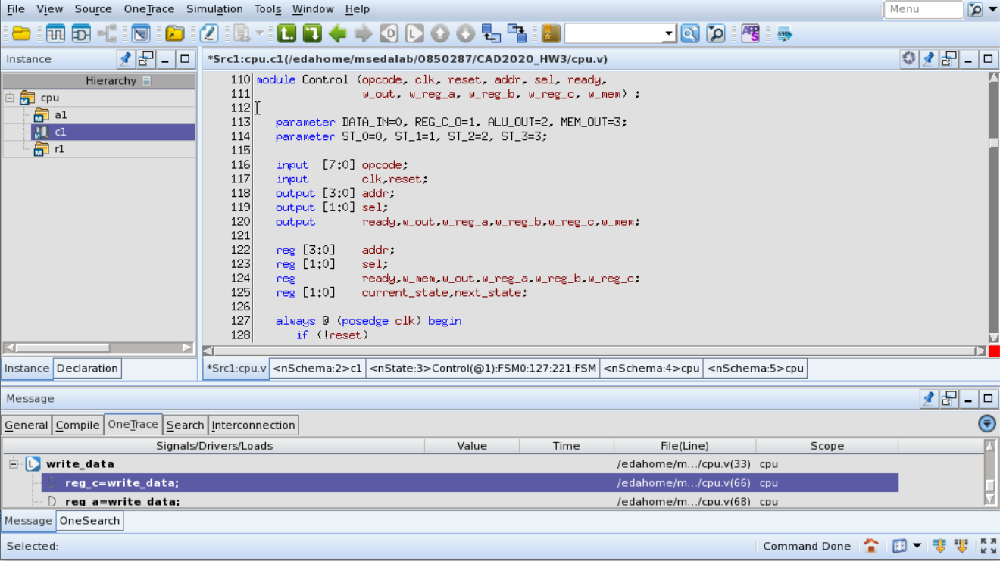 File View Source OneTrace Simulation Tools Window Help
Menu
Instance
*Src1:cpu.c1(/edahome/msedalab/0850287/CAD2020_HW3/cpu.v)
Hierarchy
cpu
a1
c1
r1
110 module Control (opcode, clk, reset, addr, sel, ready,
111 w_out, w_reg_a, w_reg_b, w_reg_c, w_mem) ;
112
113 parameter DATA_IN=0, REG_C_O=1, ALU_OUT=2, MEM_OUT=3;
114 parameter ST_0=0, ST_1=1, ST_2=2, ST_3=3;
115
116 input [7:0] opcode;
117 input clk,reset;
118 output [3:0] addr;
119 output [1:0] sel;
120 output ready,w_out,w_reg_a,w_reg_b,w_reg_c,w_mem;
121
122 reg [3:0] addr;
123 reg [1:0] sel;
124 reg ready,w_mem,w_out,w_reg_a,w_reg_b,w_reg_c;
125 reg [1:0] current_state,next_state;
126
127 always @ (posedge clk) begin
128 if (!reset)
Instance Declaration
*Src1:cpu.v <nSchema:2>c1 <nState:3>Control(@1):FSM0:127:221:FSM <nSchema:4>cpu <nSchema:5>cpu
Message
General Compile OneTrace Search Interconnection
Signals/Drivers/Loads Value Time File(Line) Scope
L write_data /edahome/m.../cpu.v(33) cpu
D reg_c=write_data; /edahome/m.../cpu.v(66) cpu
D reg_a=write_data; /edahome/m.../cpu.v(68) cpu
Message OneSearch
Selected: Command Done